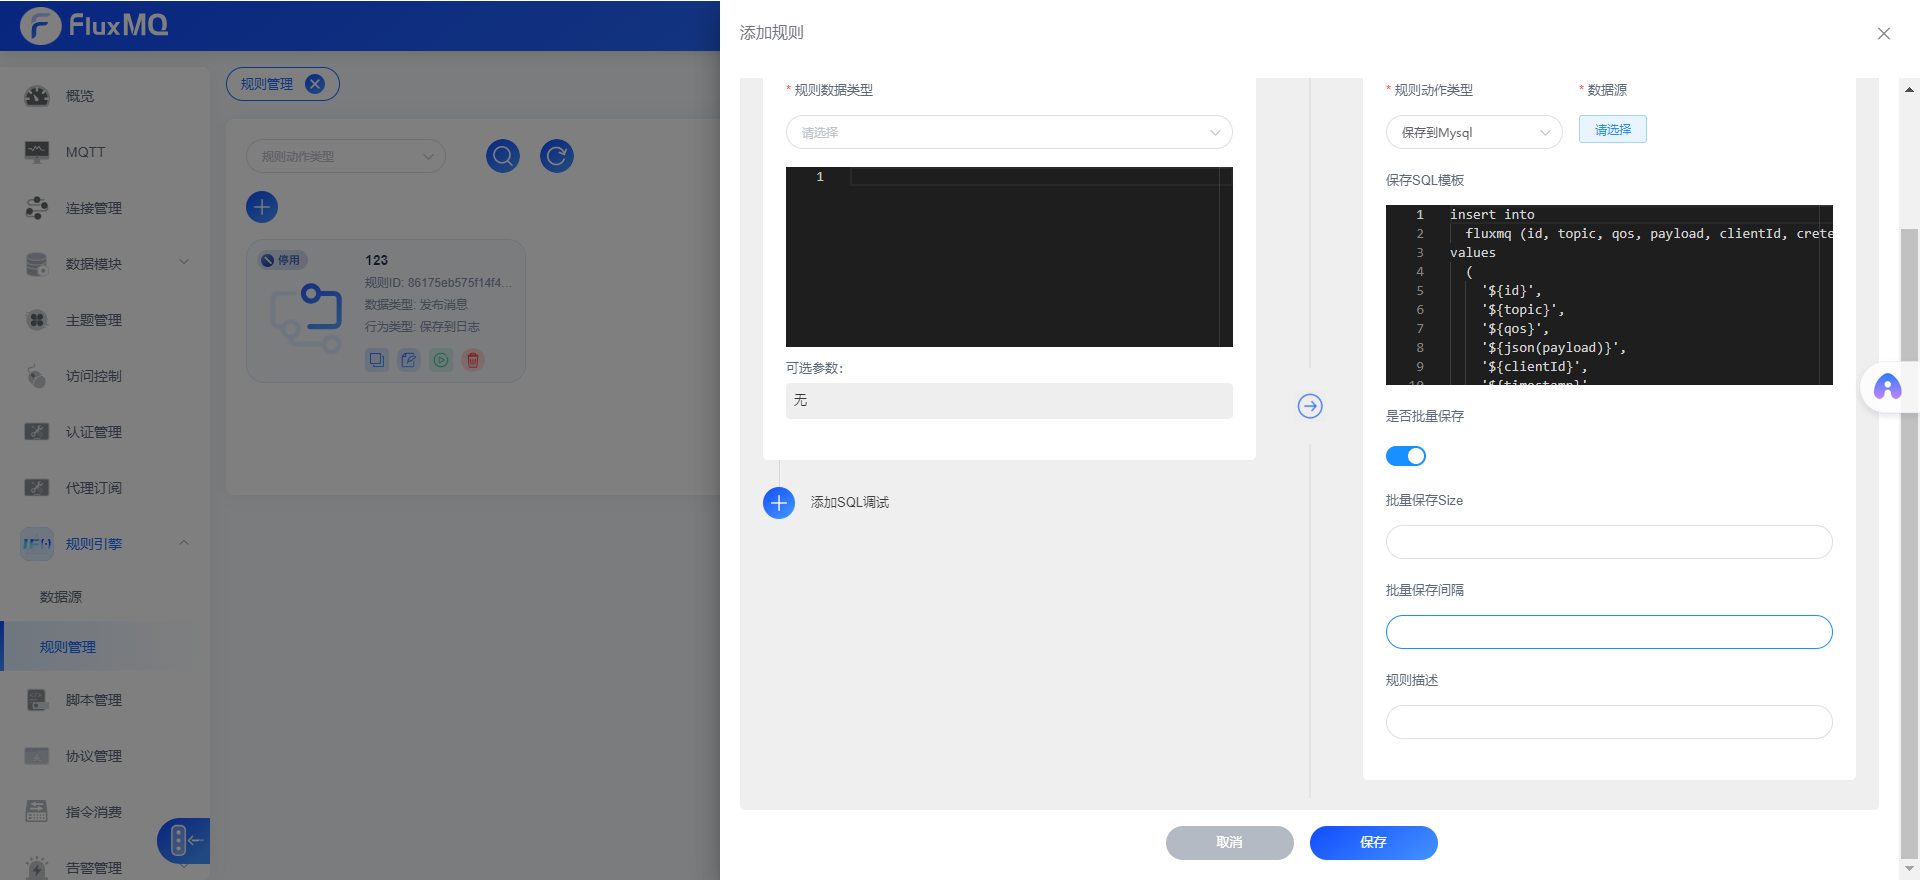 FluxMQ
概览
MQTT
连接管理
数据模块
主题管理
访问控制
认证管理
代理订阅
规则引擎
数据源
规则管理
脚本管理
协议管理
指令消费
告警管理
规则管理
规则动作类型
停用
123
规则ID: 86175eb575f14f4...
数据类型: 发布消息
行为类型: 保存到日志
添加规则
* 规则数据类型
请选择
1
可选参数:
无
添加SQL调试
* 规则动作类型
* 数据源
保存到Mysql
请选择
保存SQL模板
1 insert into
2 fluxmq (id, topic, qos, payload, clientId, crete
3 values
4 (
5 '${id}',
6 '${topic}',
7 '${qos}',
8 '${json(payload)}',
9 '${clientId}',
10 '${timestamp}'
是否批量保存
批量保存Size
批量保存间隔
规则描述
取消
保存